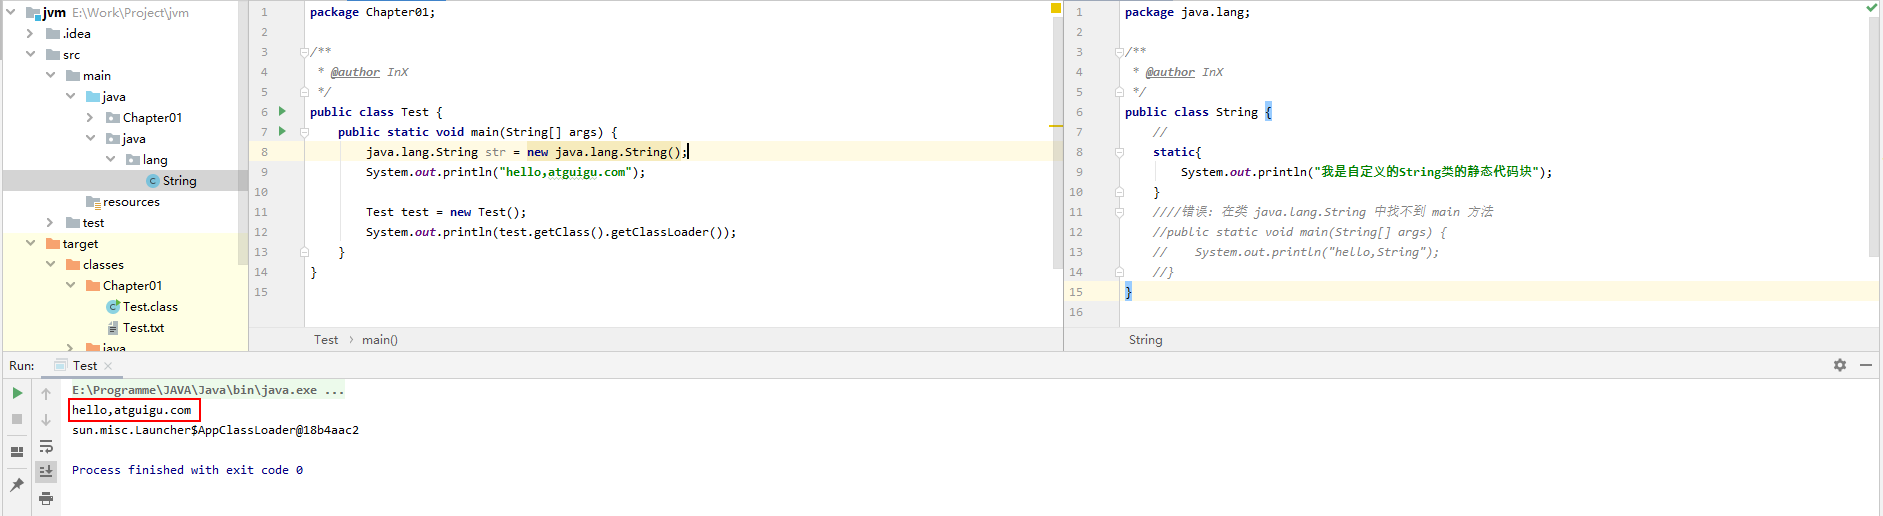 jvm E:\Work\Project\jvm
.idea
src
main
java
Chapter01
java
lang
String
resources
test
target
classes
Chapter01
Test.class
Test.txt
java
1 package Chapter01;
2
3 /**
4 * @author InX
5 */
6 public class Test {
7 public static void main(String[] args) {
8 java.lang.String str = new java.lang.String();
9 System.out.println("hello,atguigu.com");
10
11 Test test = new Test();
12 System.out.println(test.getClass().getClassLoader());
13 }
14 }
15
Test > main()
1 package java.lang;
2
3 /**
4 * @author InX
5 */
6 public class String {
7 //
8 static{
9 System.out.println("我是自定义的String类的静态代码块");
10 }
11 ////错误: 在类 java.lang.String 中找不到 main 方法
12 //public static void main(String[] args) {
13 // System.out.println("hello,String");
14 //}
15 }
16
String
Run: Test
E:\Programme\JAVA\Java\bin\java.exe ...
hello,atguigu.com
sun.misc.Launcher$AppClassLoader@18b4aac2
Process finished with exit code 0